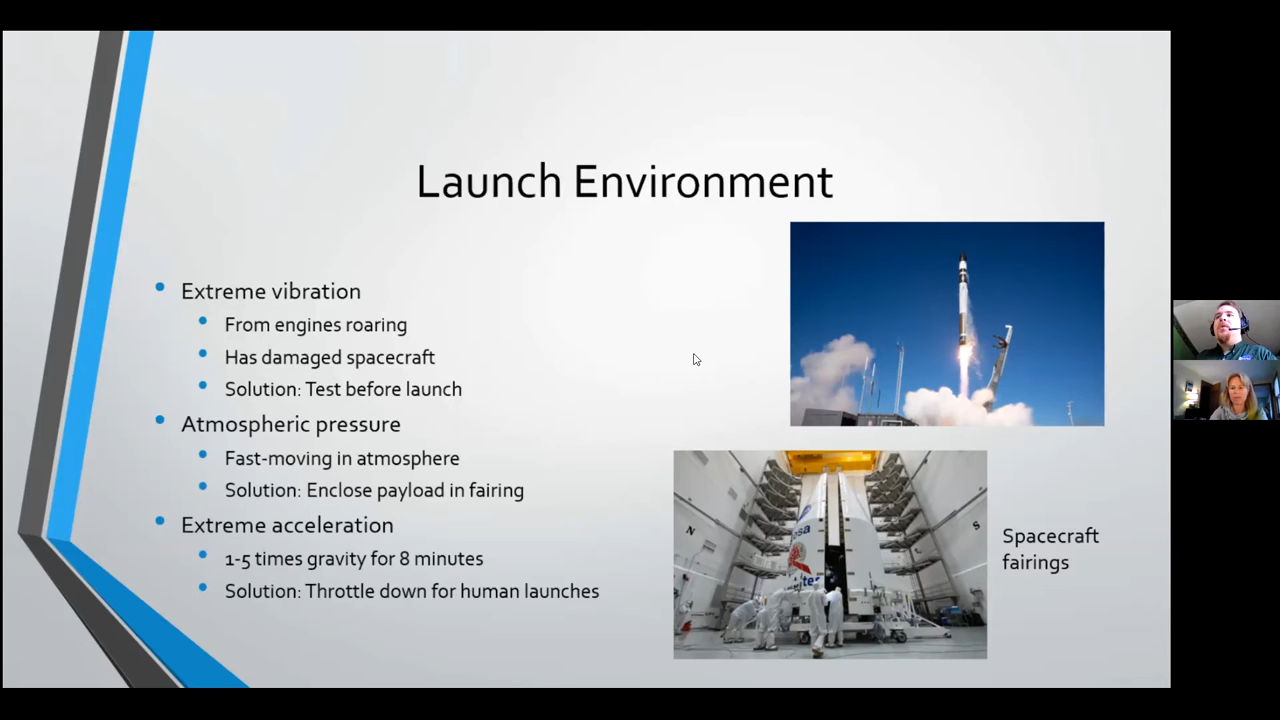 Launch Environment
Extreme vibration
From engines roaring
Has damaged spacecraft
Solution: Test before launch
Atmospheric pressure
Fast-moving in atmosphere
Solution: Enclose payload in fairing
Extreme acceleration
1-5 times gravity for 8 minutes
Solution: Throttle down for human launches
N
S
Spacecraft
fairings